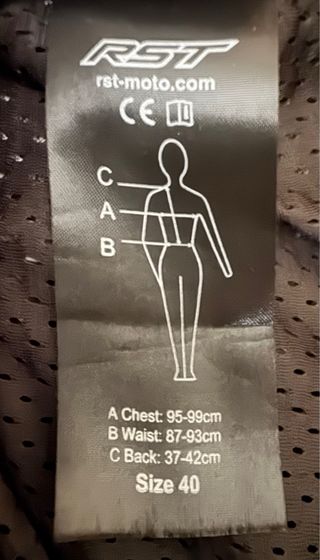 RST
rst-moto.com
CE
C
A
B
A Chest: 95-99cm
B Waist: 87-93cm
C Back: 37-42cm
Size 40